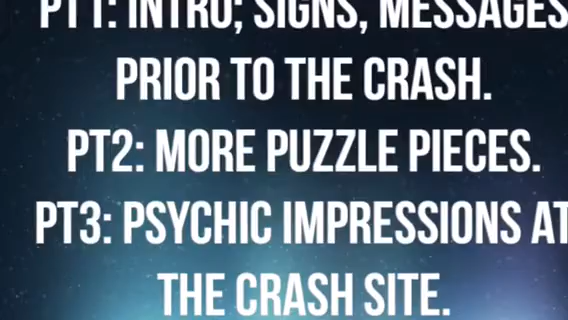 PT1: INTRO; SIGNS, MESSAGES
PRIOR TO THE CRASH.
PT2: MORE PUZZLE PIECES.
PT3: PSYCHIC IMPRESSIONS AT
THE CRASH SITE.